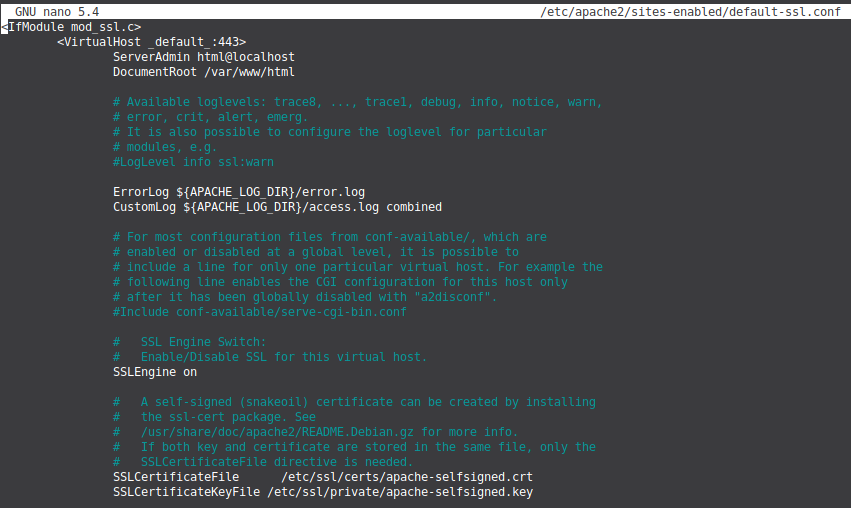 GNU nano 5.4 /etc/apache2/sites-enabled/default-ssl.conf
<IfModule mod_ssl.c>
<VirtualHost _default_:443>
ServerAdmin html@localhost
DocumentRoot /var/www/html
# Available loglevels: trace8, ..., trace1, debug, info, notice, warn,
# error, crit, alert, emerg.
# It is also possible to configure the loglevel for particular
# modules, e.g.
#LogLevel info ssl:warn
ErrorLog ${APACHE_LOG_DIR}/error.log
CustomLog ${APACHE_LOG_DIR}/access.log combined
# For most configuration files from conf-available/, which are
# enabled or disabled at a global level, it is possible to
# include a line for only one particular virtual host. For example the
# following line enables the CGI configuration for this host only
# after it has been globally disabled with "a2disconf".
#Include conf-available/serve-cgi-bin.conf
#   SSL Engine Switch:
#   Enable/Disable SSL for this virtual host.
SSLEngine on
#   A self-signed (snakeoil) certificate can be created by installing
#   the ssl-cert package. See
#   /usr/share/doc/apache2/README.Debian.gz for more info.
#   If both key and certificate are stored in the same file, only the
#   SSLCertificateFile directive is needed.
SSLCertificateFile      /etc/ssl/certs/apache-selfsigned.crt
SSLCertificateKeyFile /etc/ssl/private/apache-selfsigned.key